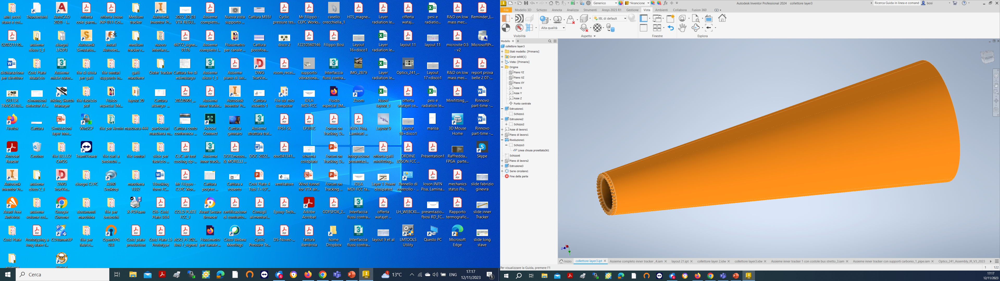 altri pezzi
stave e col...
Thunderbird
AutoCAD
2020 - I...
offerta
cole-parm...
offerta loson
INP-011-Col...
Medium
tracker
Autodesk
Inventor Pr...
2022_10_03
VTX REGU...
Assieme
completo...
Nuova vista
supporto ...
Cattura M55J
Cyclic
pressure tes...
Mr Filippo -
CEPC Works...
casello
orecchiella_1
HTS_magne...
Layer
radiation le...
offerta
wataj...
pesi e
radiatio...
R&D on low
mass mec...
Reminder_L...
G20221110...
assieme
disco 3_1
disegni
LN2P3
Autodesk
Simulatio...
Install
Autodes...
medium
tracker r...
nuovo
interfacc...
46772_signe...
9176
Assieme
completo l...
Flussimetro
per canale ...
Cattura
pocofoa...
disco 2
F2210560146
Filippo Bosi
Layout
16+disco1
Layer
radiation le...
layout 11
layout 11
microvite 0.5
- v2
MicrosoftPr...
dichiarazione
per direttore
Cold Plate
Maurizio
Assieme
midle outer...
file di silvia
per galli
file venturi
supporto in...
galli
maschere
Outer Tracker
Cattura fee di
edimburgo
Assieme
disco 1_1
Assieme
piano di lav...
DWG
TrueVie...
room_recei...
supporto
vibraziona...
Interfaccia
flussi contra...
IMG_2879
Layer
radiation le...
Optics_241_...
Layout
17+disco1
R&D on low
mass mec...
report prova
belle 2 07-...
OUTER
TRACKERsli...
dimensioni
detector AT...
Inkling Sketch
Manager
file fabrizio
pdf
Fluido
especial 3M...
layout 20
Cattura
albergo ...
20220901_...
Assieme
inner tracke...
Autodesk
Inventor Pr...
Cattura
roberto 1
File sul mio
computer
IDEA
MDI-FCC
Fluido
especial 3M...
Zoom
Nuovi
layout_1
offerta
watajet ce...
pesi e
radiation le...
Minifitting_...
Rinnovo
part-time -...
Firefox
Cattura
Simulazioni
layer Inne...
WinSCP
file per Armin
maschera 444
particolari
maschera m...
Cattura costo
conference ...
Adobe
Connect
Cattura
gennaro
Assieme
struttura tral...
FP51-SL
EP30TC
Forum on
Tracking D...
INFN Pisa,
Laminati ...
Layout 9
Layout
18+disco1
marisa
3D Mouse
Home
Rinnovo
part-time -...
Acrobat
Reader
Cestino
file BELLE2
CMOS
TeamViewer
file dati a
bedeschi ...
file venturi
slide per
fabrizio ...
CLIC air test
cooling dp-...
Assieme
inner track...
DDTEmesso...
& MORELLI ...
DOC-2022...
doc041341...
schema
coldplate
Forum on
Tracking D...
integrazione
presentazi...
offerta galli
minifitting...
ORDINE
LOSON FCC ...
Présentation1
Raffredda...
FPGA parte...
Skype
Autodesk
Inventor Pr...
assieme
disco 2_1
DWG
TrueVie...
disegni CEPC
A360
Desktop
maschera
1332
1Booking
form FC...
Mr Filippo -
CEPC Wor...
Cattura
polytec ...
Cattura x
roberto
Cold Plate 4
Tubi T=15°...
ventilatore
Wind tunnel
for VTX air...
Forum on
Tracking ...
IDEA
MDI-FCC ta...
Layer 1 Power
dissipated
Pannello di
controllo - ...
loson INFN
Pisa, Lamina...
mechanics
status Pis...
slide fabrizio
ginevra
Avast Free
Antivirus
assieme
volume col...
Google
Chrome
documenti
macchina
file per
bedeschi
X-PDFsam
OB- Cold
Plate 3&4
COLD PLATE
FCC_1
Avast Secure
Browser
certificazione
di contratto...
Consigli
alimentari...
Epoxy-Tech...
Adobe
Acrobat
GDFSFOX_2...
Interfaccia
flussi contra...
offerta
watajet ...
LH_WEBCKI...
presentazio...
fbosi RD_FC...
Rapporto
termografic...
slide inner
Tracker
Cold Plate
Prototyping a
long stave f...
CDBurnerXP
file per
fabrizi...
OpenVPN
GUI
Cold plate
production
Cold Plate L5
Prototype
AOO_PI-202...
Bosi F_signed
Flussimetro
per canale ...
Cisco Webex
Meetings
Cyclic
Pressure Te...
DS-Novec-...
fattura
iberdrola
home
Dropbox
Interfaccia
flussi contra...
layout 9 et al
LMTOOLS
Utility
Questo PC
Microsoft
Edge
slide long
stave
assieme
Virtual
Cerca
13°C
ENG
17:17
12/11/2023
Generico
*Arancione
Autodesk Inventor Professional 2024 collettore layer3
Ricerca Guida in linea e comand
bosi
File
Modello 3D
Schizzo
Annota
Analizza
Strumenti
Ansys 2023 R1
Gestione
Vista
Ambienti
Collabora
Fusion 360
IBL di default
Alta qualità
Visibilità
Aspetto
Finestre
Esplora
Modello
collettore layer3
Stati modello: [Primario]
Corpi solidi(1)
Vista: [Primario]
Origine
Piano YZ
Piano XZ
Piano XY
Asse X
Asse Y
Asse Z
Punto centrale
Estrusione1
Schizzo1
Estrusione2
Schizzo2
Asse di lavoro1
Piano di lavoro1
Rivoluzione1
Schizzo3
Linea chiusa proiettata361
Schizzo6
Piano di lavoro2
Estrusione3
Serie circolare1
Fine della parte
Z
Inizio
collettore layer3.ipt
Assieme completo inner tracker _4.iam
layout 21.ipt
collettore layer 2.idw
collettore layer3.idw
Assieme inner tracker 1 con costole bus stretto_3.iam
Assieme inner tracker con supporti carbonio_1_pipe.iam
Optics_241_Assembly_IR_V3_2023
Per visualizzare la Guida, premere F1
1
122
17:17
12/11/2023